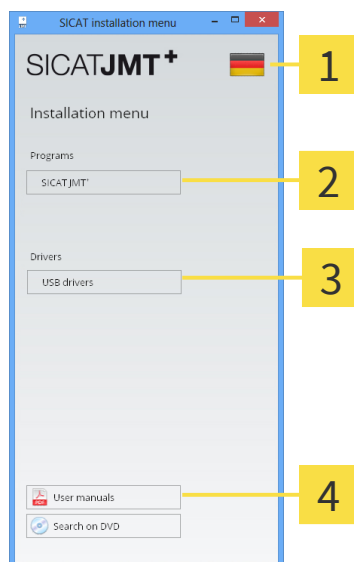 SICAT installation menu
SICATJMT+
1
Installation menu
Programs
SICAT JMT+
2
Drivers
USB drivers
3
User manuals
4
Search on DVD